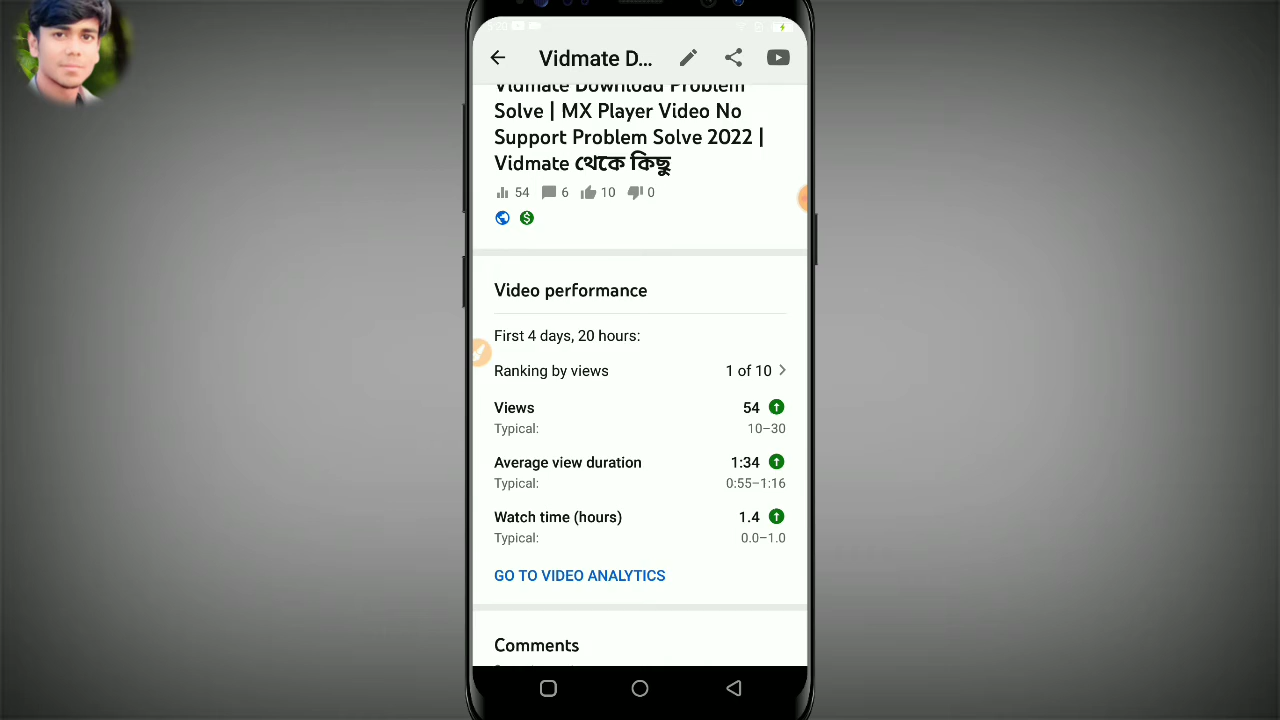 Vidmate D...
Vidmate Download Problem
Solve | MX Player Video No
Support Problem Solve 2022 |
Vidmate থেকে কিছু
54 6 10 0
Video performance
First 4 days, 20 hours:
Ranking by views 1 of 10
Views 54
Typical: 10–30
Average view duration 1:34
Typical: 0:55–1:16
Watch time (hours) 1.4
Typical: 0.0–1.0
GO TO VIDEO ANALYTICS
Comments